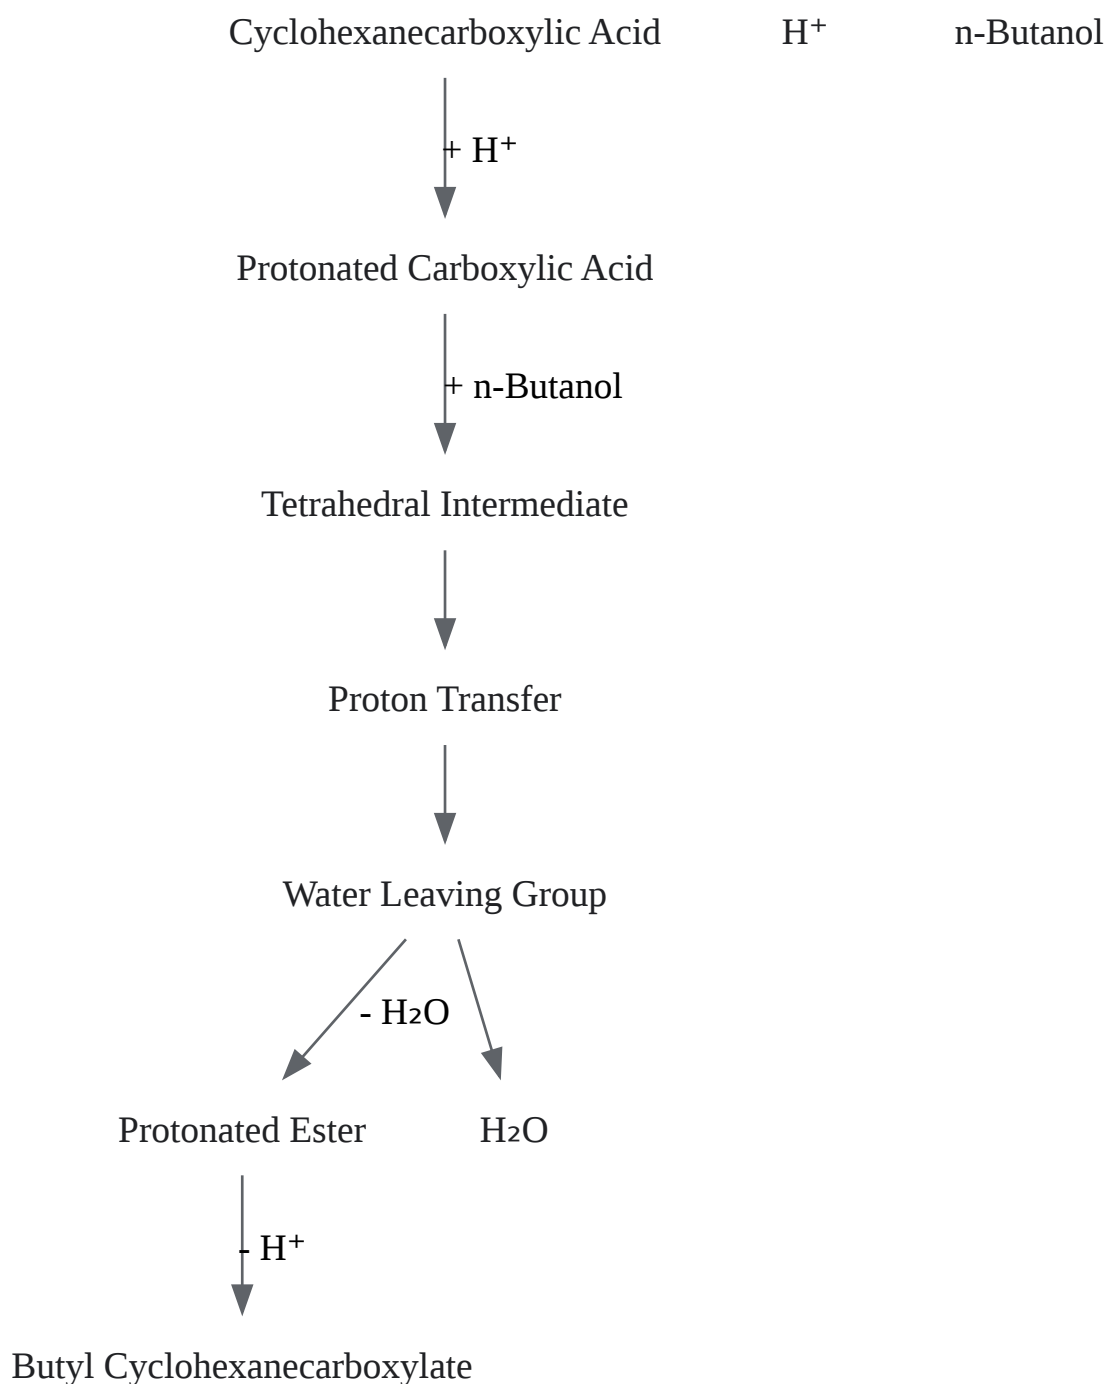 Cyclohexanecarboxylic Acid H⁺ n-Butanol
+ H⁺
Protonated Carboxylic Acid
+ n-Butanol
Tetrahedral Intermediate
Proton Transfer
Water Leaving Group
- H₂O
Protonated Ester H₂O
- H⁺
Butyl Cyclohexanecarboxylate